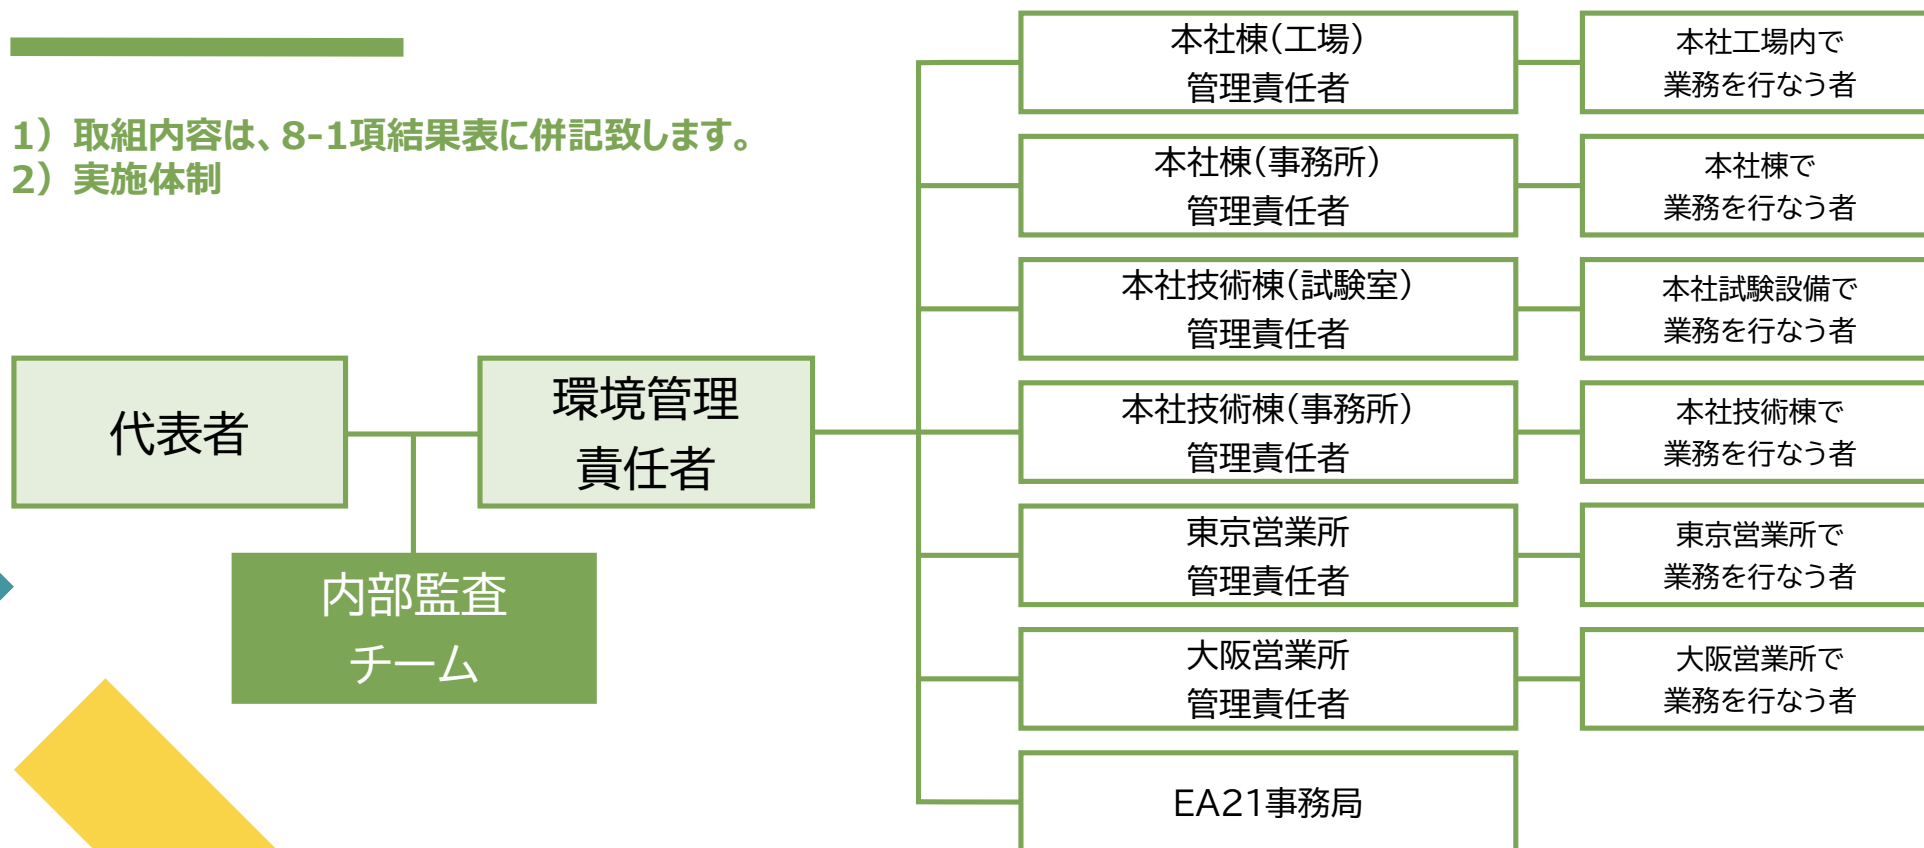 1）取組内容は、8-1項結果表に併記致します。
2）実施体制
代表者
環境管理
責任者
内部監査
チーム
本社棟（工場）
管理責任者
本社工場内で
業務を行なう者
本社棟（事務所）
管理責任者
本社棟で
業務を行なう者
本社技術棟（試験室）
管理責任者
本社試験設備で
業務を行なう者
本社技術棟（事務所）
管理責任者
本社技術棟で
業務を行なう者
東京営業所
管理責任者
東京営業所で
業務を行なう者
大阪営業所
管理責任者
大阪営業所で
業務を行なう者
EA21事務局